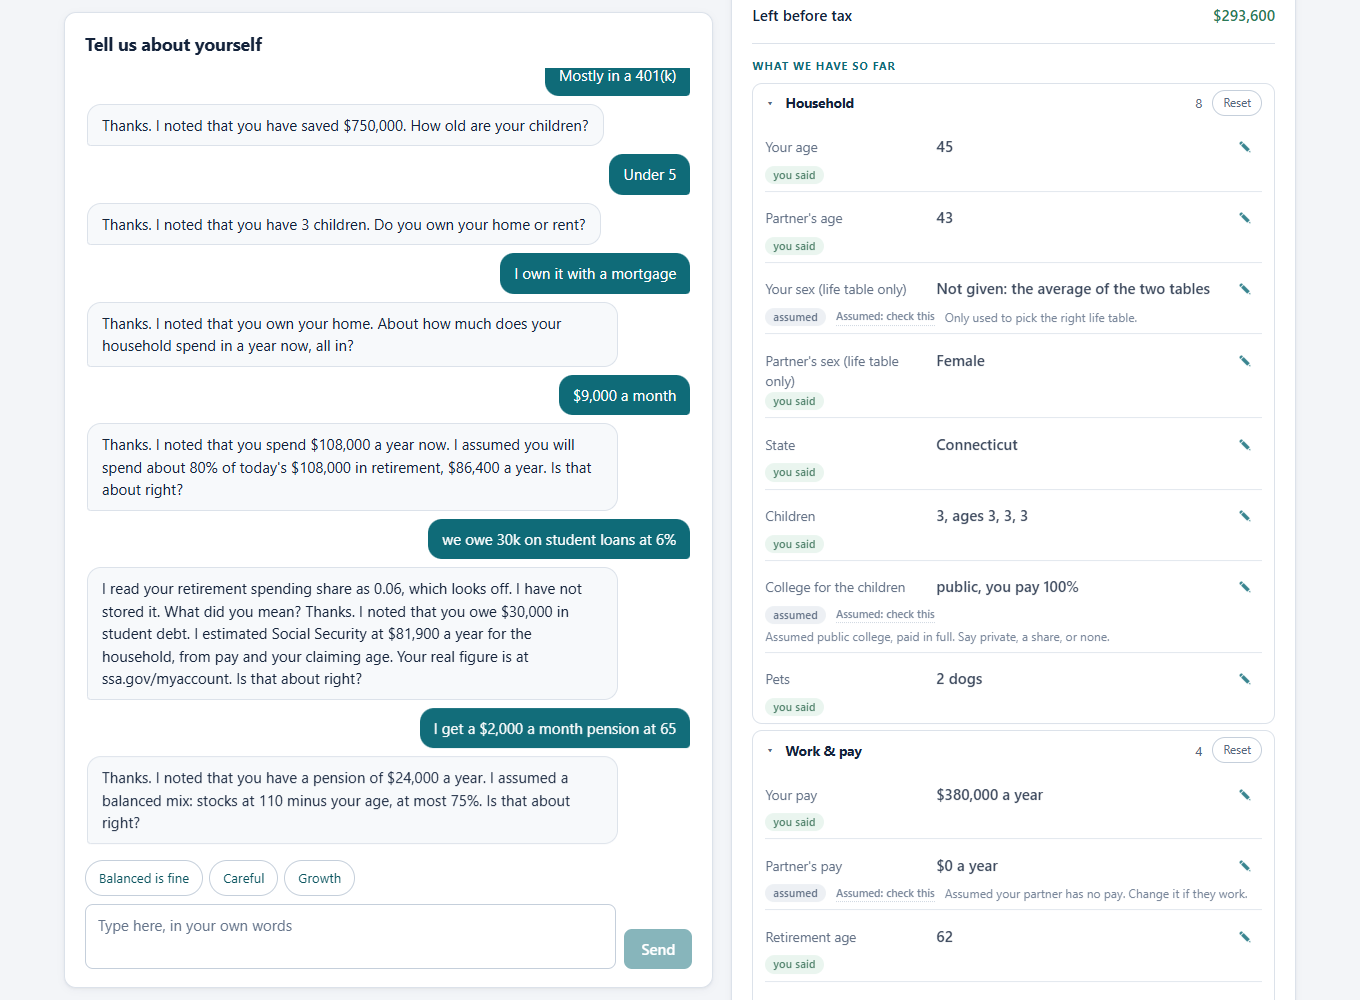 Tell us about yourself
Mostly in a 401(k)
Thanks. I noted that you have saved $750,000. How old are your children?
Under 5
Thanks. I noted that you have 3 children. Do you own your home or rent?
I own it with a mortgage
Thanks. I noted that you own your home. About how much does your
household spend in a year now, all in?
$9,000 a month
Thanks. I noted that you spend $108,000 a year now. I assumed you will
spend about 80% of today's $108,000 in retirement, $86,400 a year. Is that
about right?
we owe 30k on student loans at 6%
I read your retirement spending share as 0.06, which looks off. I have not
stored it. What did you mean? Thanks. I noted that you owe $30,000 in
student debt. I estimated Social Security at $81,900 a year for the
household, from pay and your claiming age. Your real figure is at
ssa.gov/myaccount. Is that about right?
I get a $2,000 a month pension at 65
Thanks. I noted that you have a pension of $24,000 a year. I assumed a
balanced mix: stocks at 110 minus your age, at most 75%. Is that about
right?
Balanced is fine
Careful
Growth
Type here, in your own words
Send
Left before tax $293,600
WHAT WE HAVE SO FAR
Household 8 Reset
Your age 45
you said
Partner's age 43
you said
Your sex (life table only) Not given: the average of the two tables
assumed Assumed: check this Only used to pick the right life table.
Partner's sex (life table Female
only)
you said
State Connecticut
you said
Children 3, ages 3, 3, 3
you said
College for the children public, you pay 100%
assumed Assumed: check this
Assumed public college, paid in full. Say private, a share, or none.
Pets 2 dogs
you said
Work & pay 4 Reset
Your pay $380,000 a year
you said
Partner's pay $0 a year
assumed Assumed: check this Assumed your partner has no pay. Change it if they work.
Retirement age 62
you said